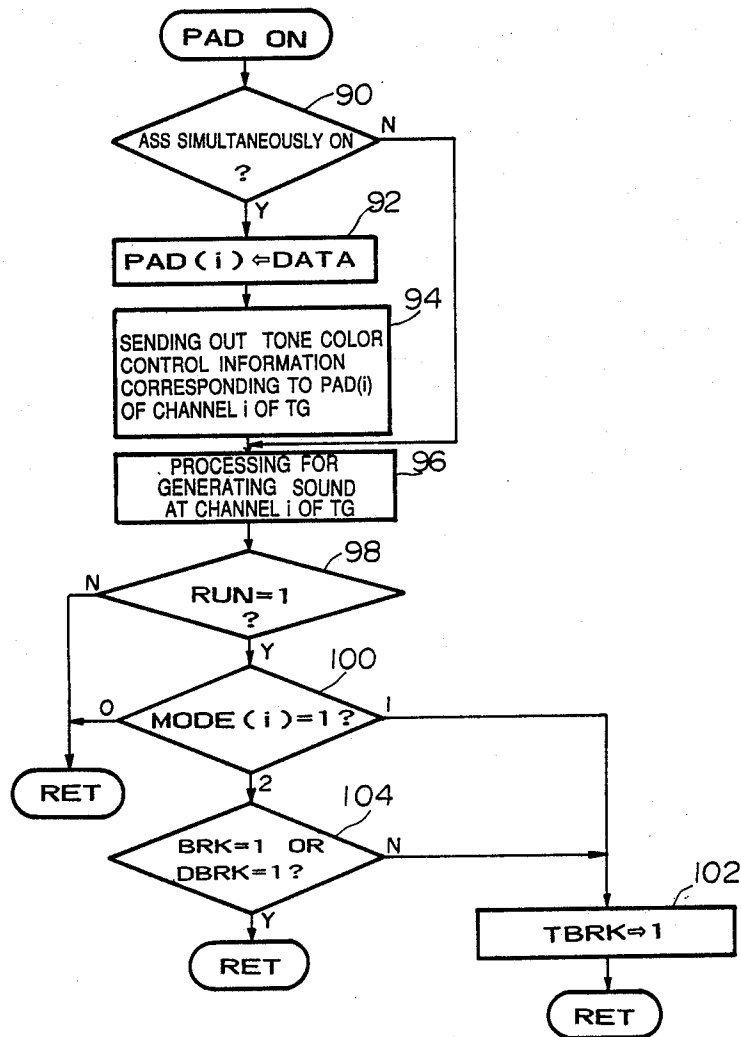 PAD ON
90
ASS SIMULTANEOUSLY ON
?
N
Y
92
PAD(i)⇐DATA
94
SENDING OUT TONE COLOR
CONTROL INFORMATION
CORRESPONDING TO PAD(i)
OF CHANNEL i OF TG
PROCESSING FOR
GENERATING SOUND
AT CHANNEL i OF TG
96
98
N
RUN=1
?
Y
100
0
MODE(i)=1?
1
RET
2
104
BRK=1 OR
DBRK=1?
N
Y
102
TBRK⇒1
RET
RET